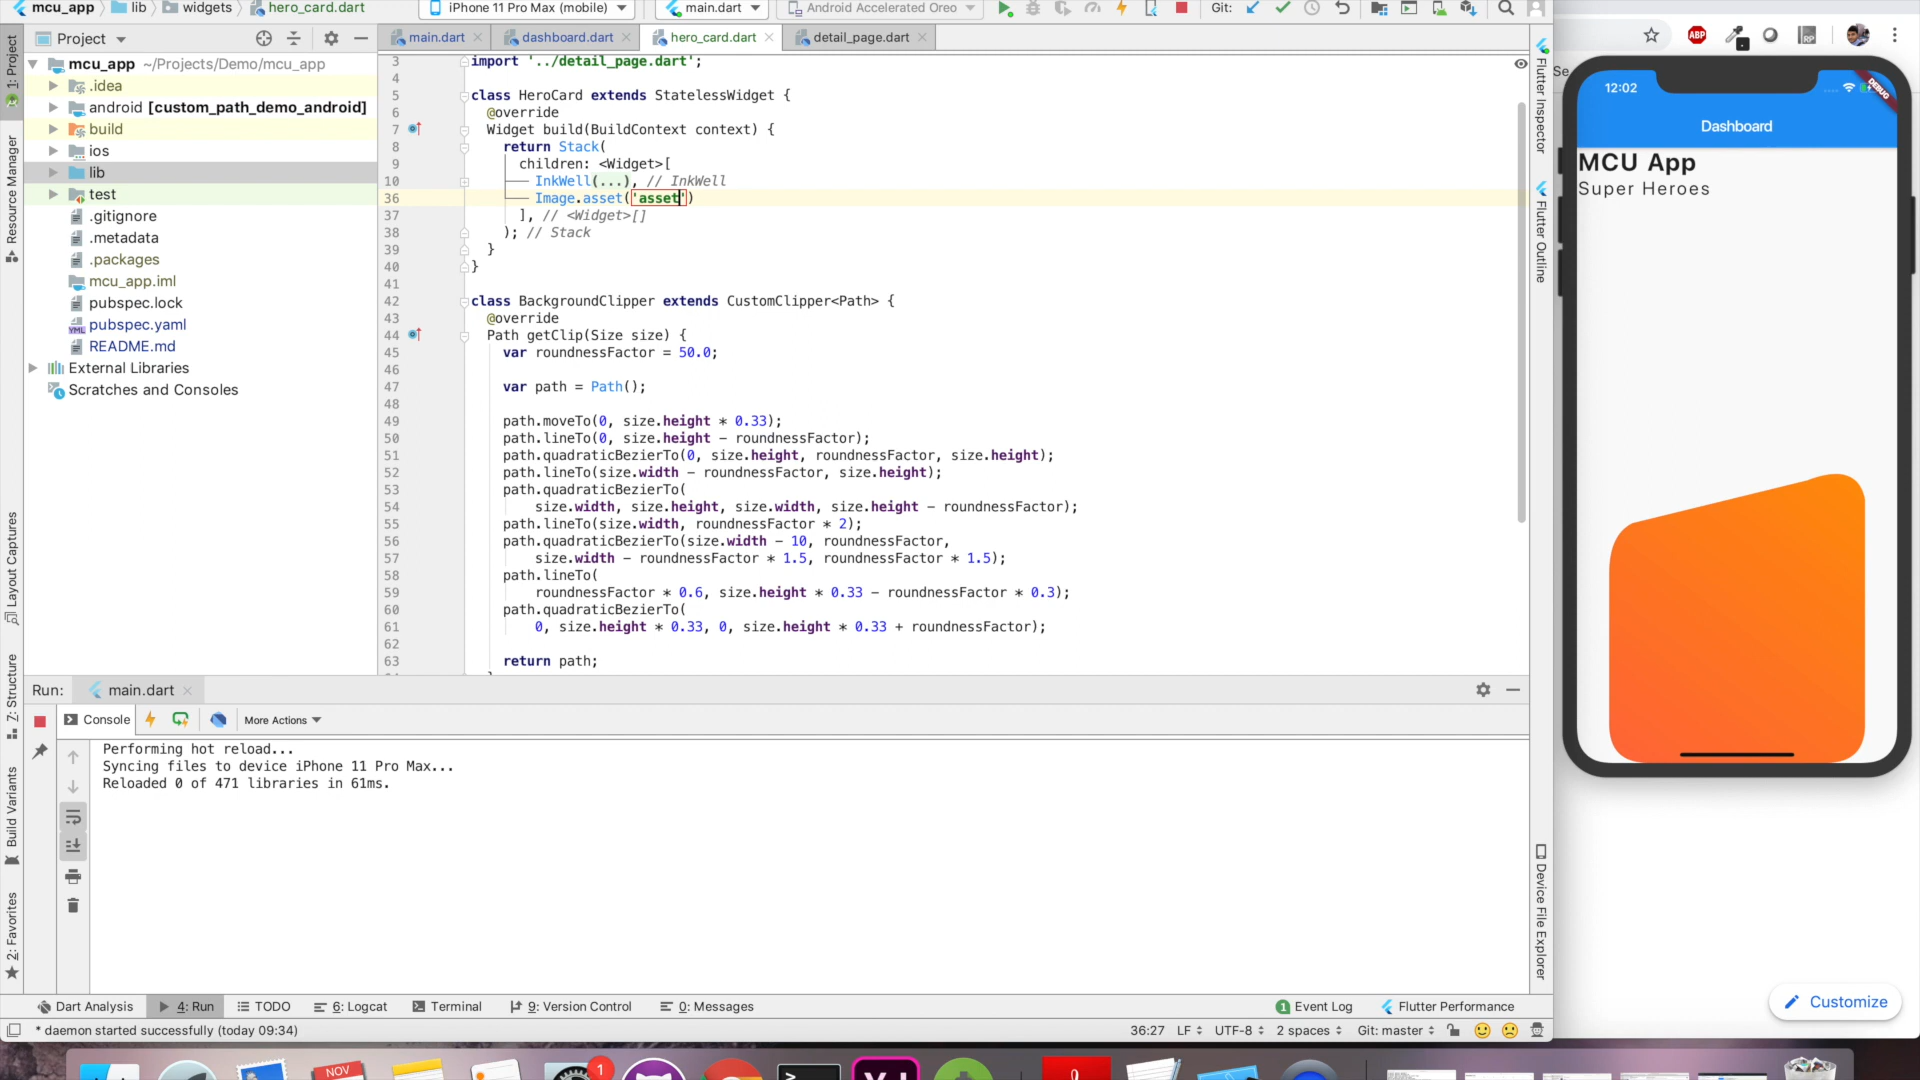 mcu_app lib widgets hero_card.dart
iPhone 11 Pro Max (mobile) main.dart Android Accelerated Oreo Git:
Project
main.dart dashboard.dart hero_card.dart detail_page.dart
1: Project
Resource Manager
Layout Captures
Z: Structure
Build Variants
2: Favorites
mcu_app ~/Projects/Demo/mcu_app
.idea
android [custom_path_demo_android]
build
ios
lib
test
.gitignore
.metadata
.packages
mcu_app.iml
pubspec.lock
pubspec.yaml
README.md
External Libraries
Scratches and Consoles
3 import '../detail_page.dart';
4
5 class HeroCard extends StatelessWidget {
6 @override
7 Widget build(BuildContext context) {
8 return Stack(
9 children: <Widget>[
10 InkWell(...), // InkWell
36 Image.asset('asset')
37 ], // <Widget>[]
38 ); // Stack
39 }
40 }
41
42 class BackgroundClipper extends CustomClipper<Path> {
43 @override
44 Path getClip(Size size) {
45 var roundnessFactor = 50.0;
46
47 var path = Path();
48
49 path.moveTo(0, size.height * 0.33);
50 path.lineTo(0, size.height - roundnessFactor);
51 path.quadraticBezierTo(0, size.height, roundnessFactor, size.height);
52 path.lineTo(size.width - roundnessFactor, size.height);
53 path.quadraticBezierTo(
54 size.width, size.height, size.width, size.height - roundnessFactor);
55 path.lineTo(size.width, roundnessFactor * 2);
56 path.quadraticBezierTo(size.width - 10, roundnessFactor,
57 size.width - roundnessFactor * 1.5, roundnessFactor * 1.5);
58 path.lineTo(
59 roundnessFactor * 0.6, size.height * 0.33 - roundnessFactor * 0.3);
60 path.quadraticBezierTo(
61 0, size.height * 0.33, 0, size.height * 0.33 + roundnessFactor);
62
63 return path;
Flutter Inspector
Flutter Outline
Device File Explorer
Se
ABP
RP
12:02
DEBUG
Dashboard
MCU App
Super Heroes
Customize
Run: main.dart
Console More Actions
Performing hot reload...
Syncing files to device iPhone 11 Pro Max...
Reloaded 0 of 471 libraries in 61ms.
Dart Analysis 4: Run TODO 6: Logcat Terminal 9: Version Control 0: Messages 1 Event Log Flutter Performance
* daemon started successfully (today 09:34) 36:27 LF UTF-8 2 spaces Git: master
NOV
1